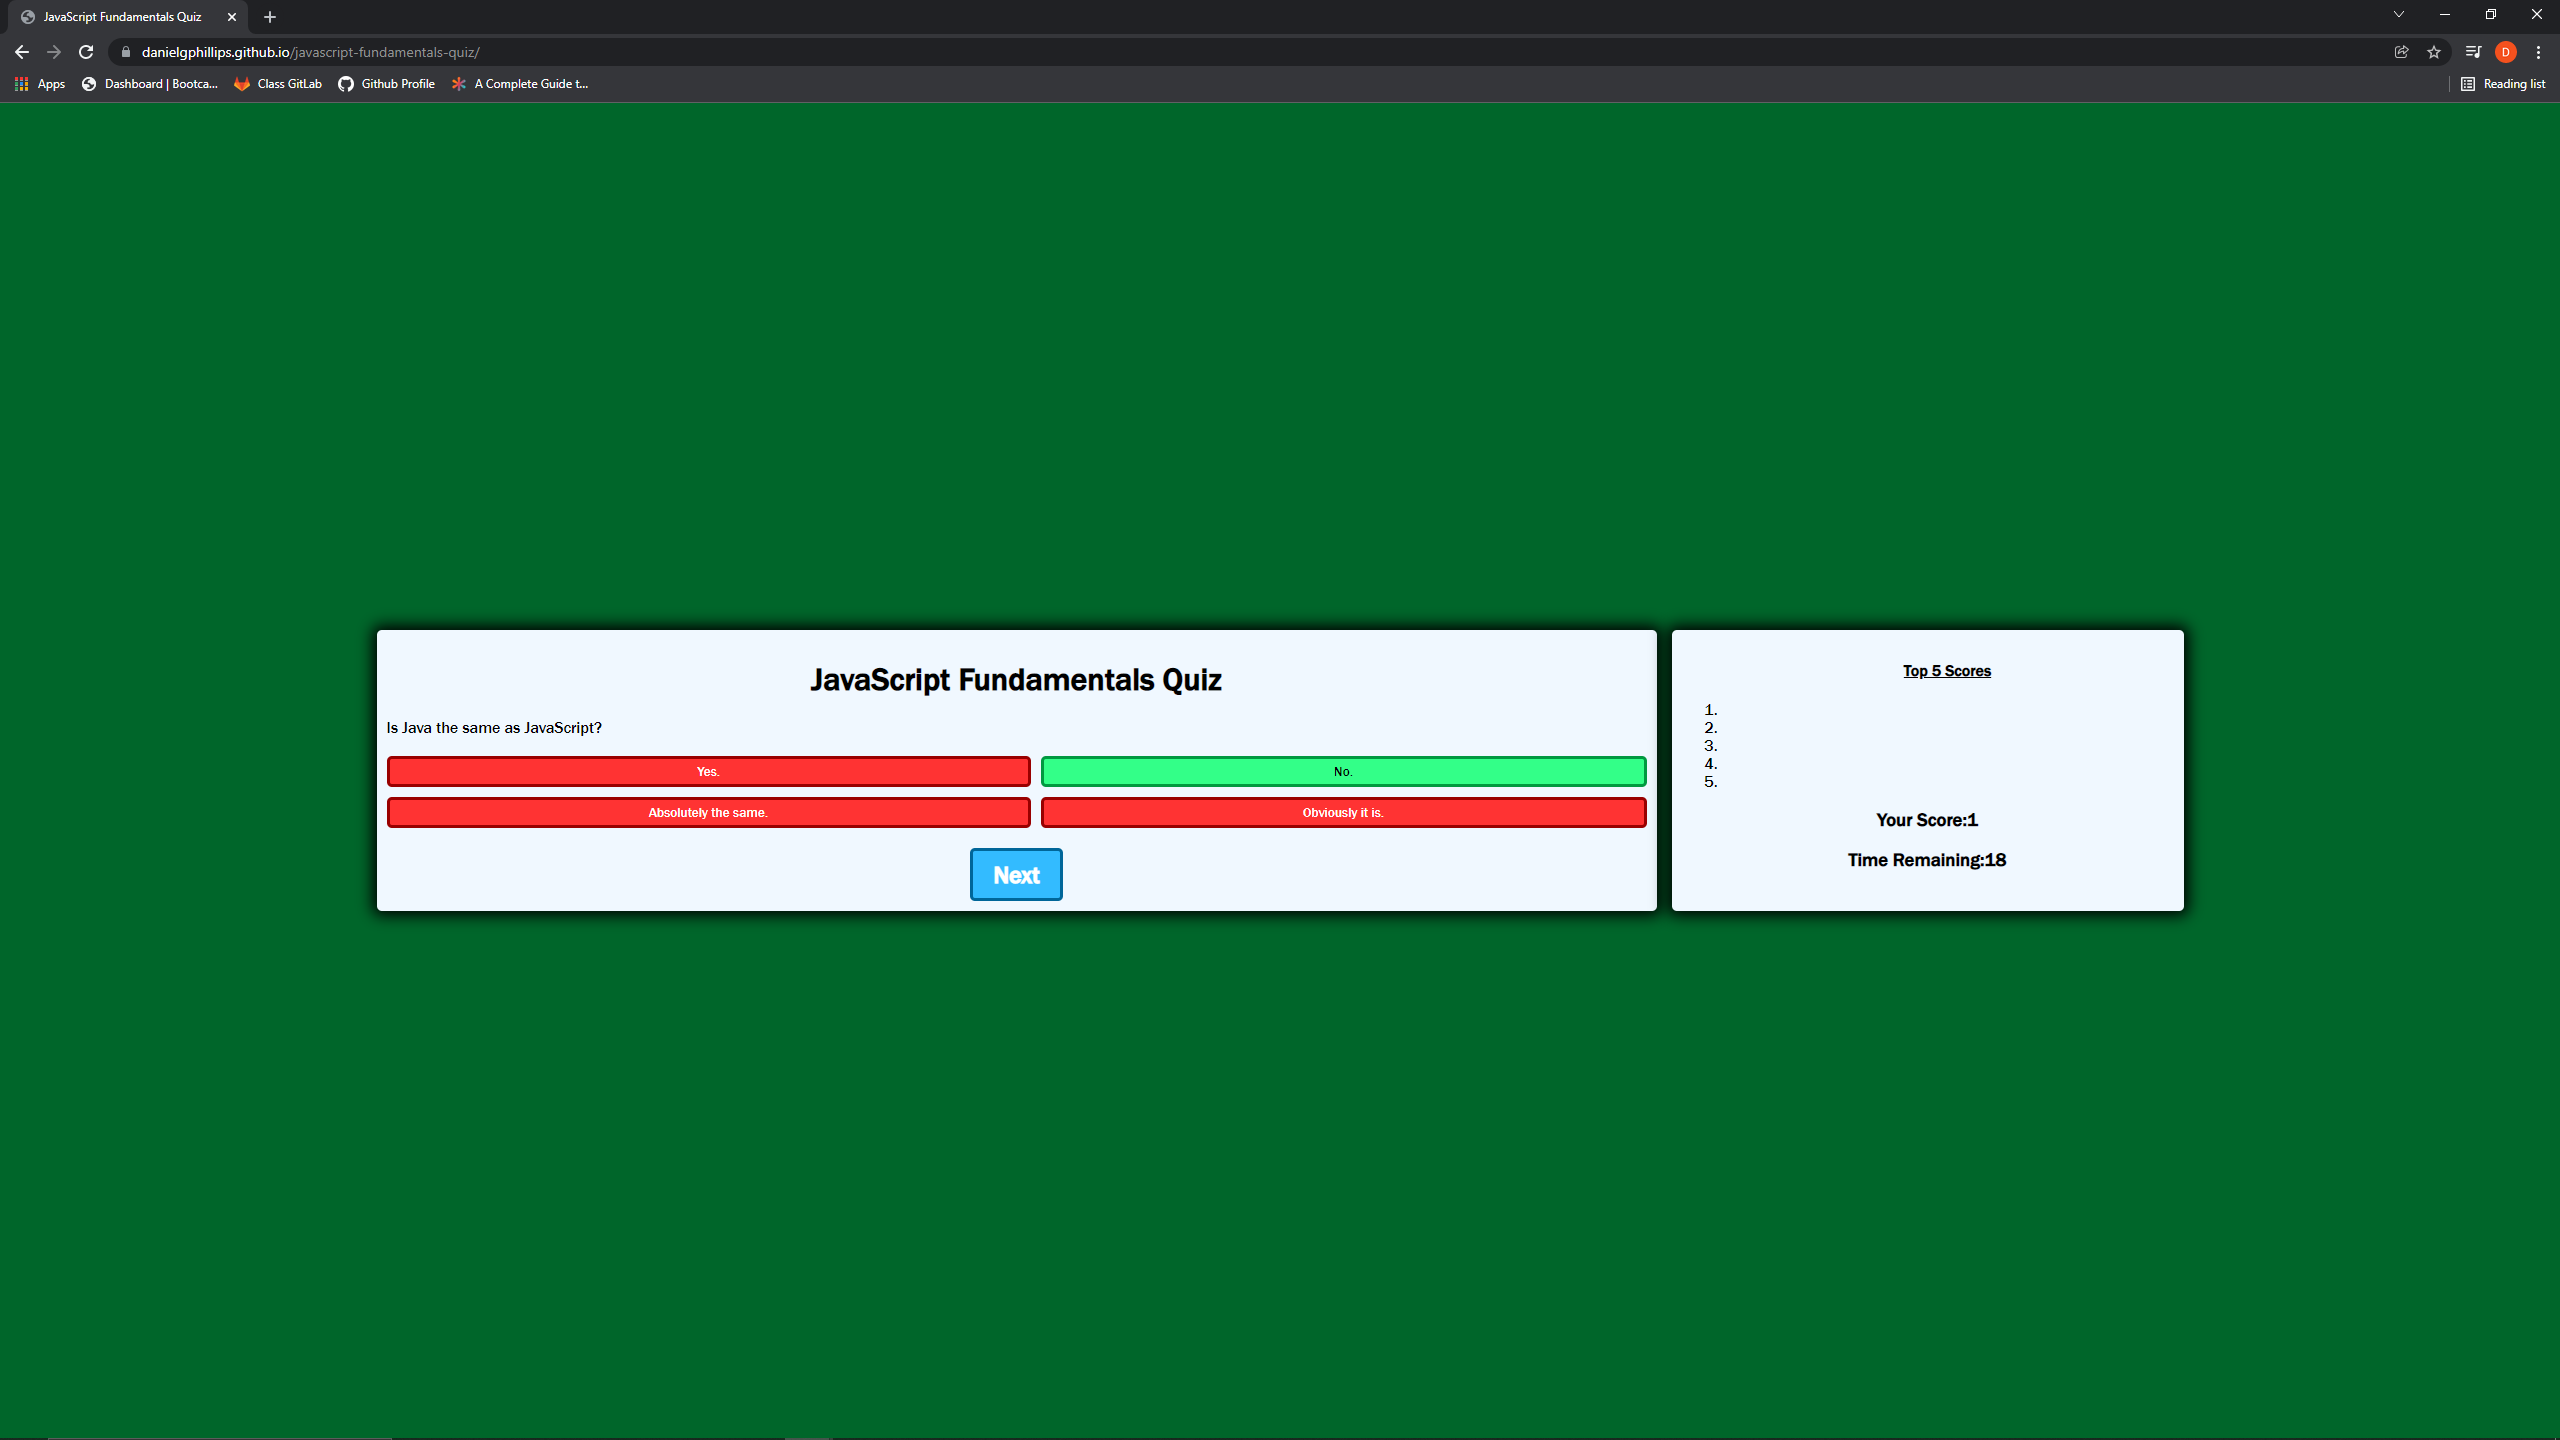 JavaScript Fundamentals Quiz
danielgphillips.github.io/javascript-fundamentals-quiz/
D
Apps
Dashboard | Bootca...
Class GitLab
Github Profile
A Complete Guide t...
Reading list
JavaScript Fundamentals Quiz
Is Java the same as JavaScript?
Yes.
No.
Absolutely the same.
Obviously it is.
Next
Top 5 Scores
1.
2.
3.
4.
5.
Your Score:1
Time Remaining:18